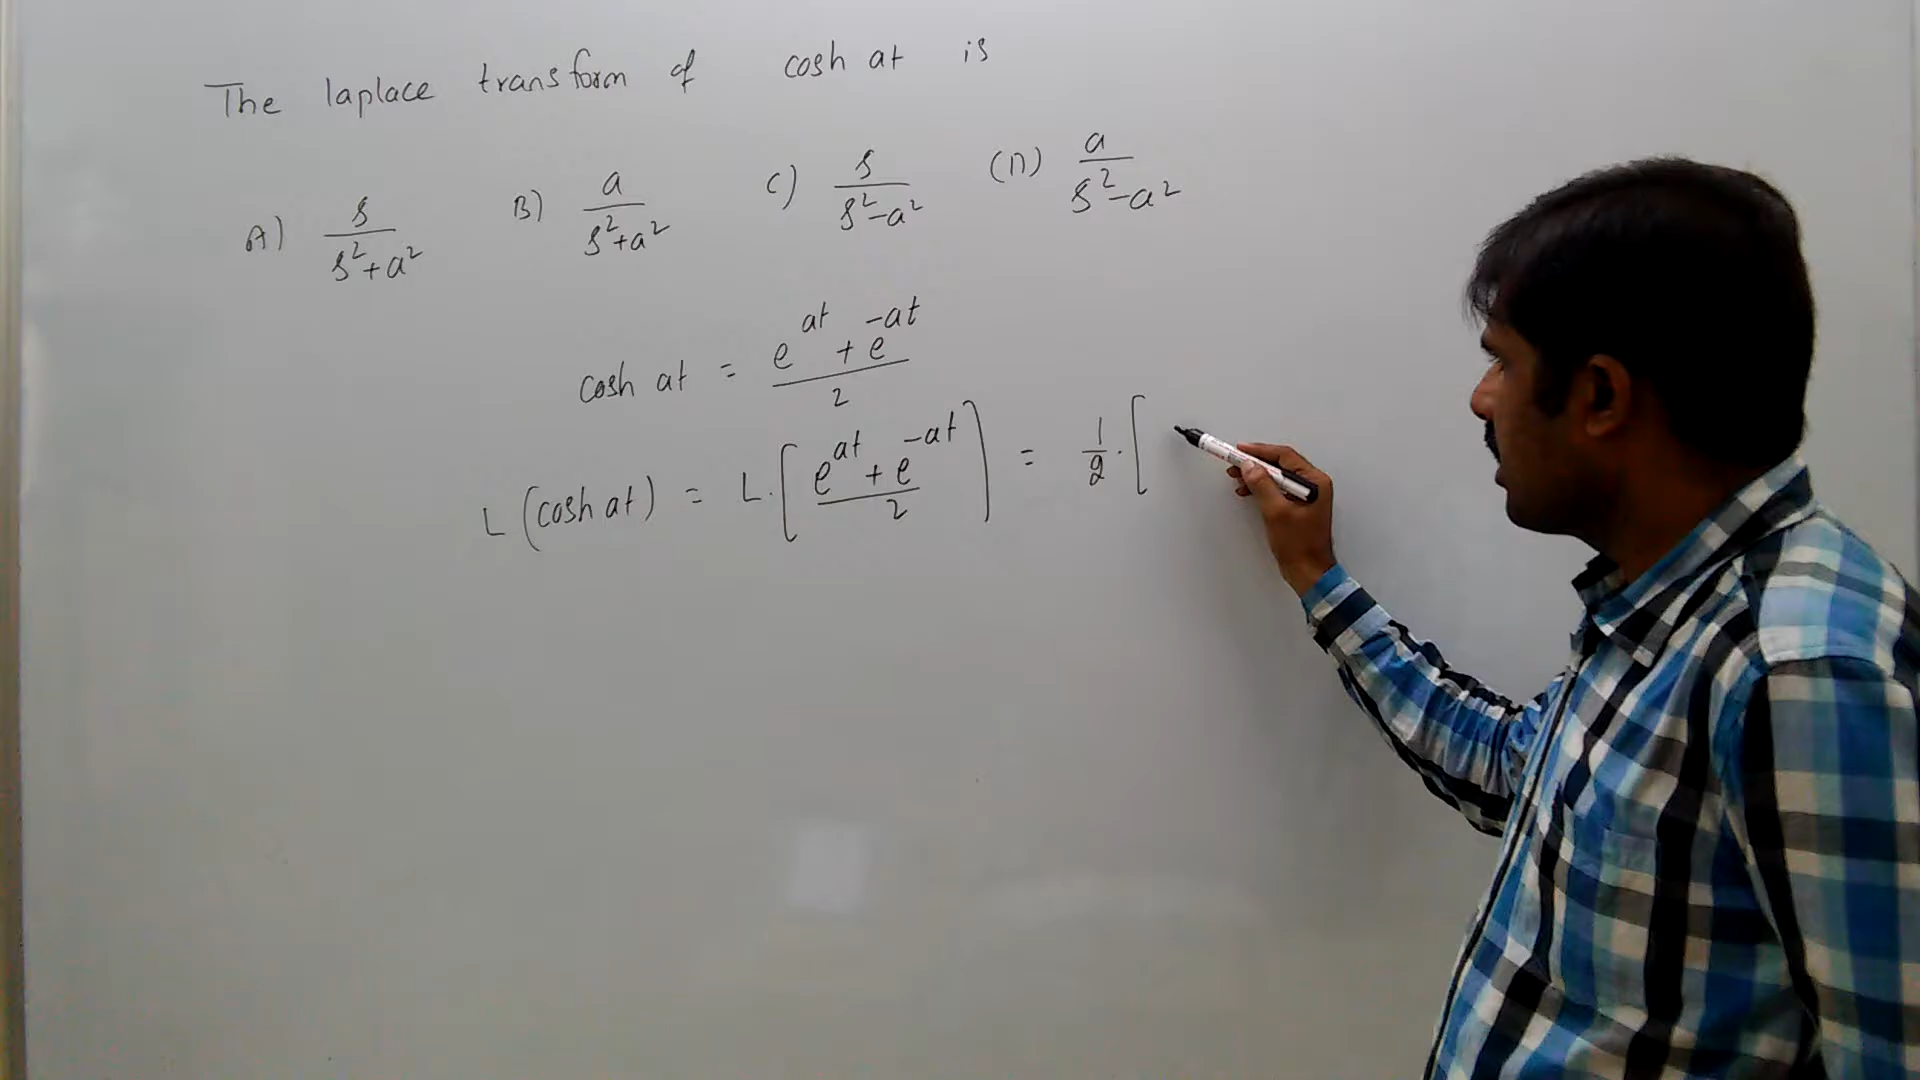 The laplace transform of cosh at is
A) s/(s²+a²) B) a/(s²+a²) C) s/(s²-a²) (D) a/(s²-a²)
cosh at = (e^at + e^-at)/2
L (cosh at) = L.[(e^at + e^-at)/2] = 1/2 . [